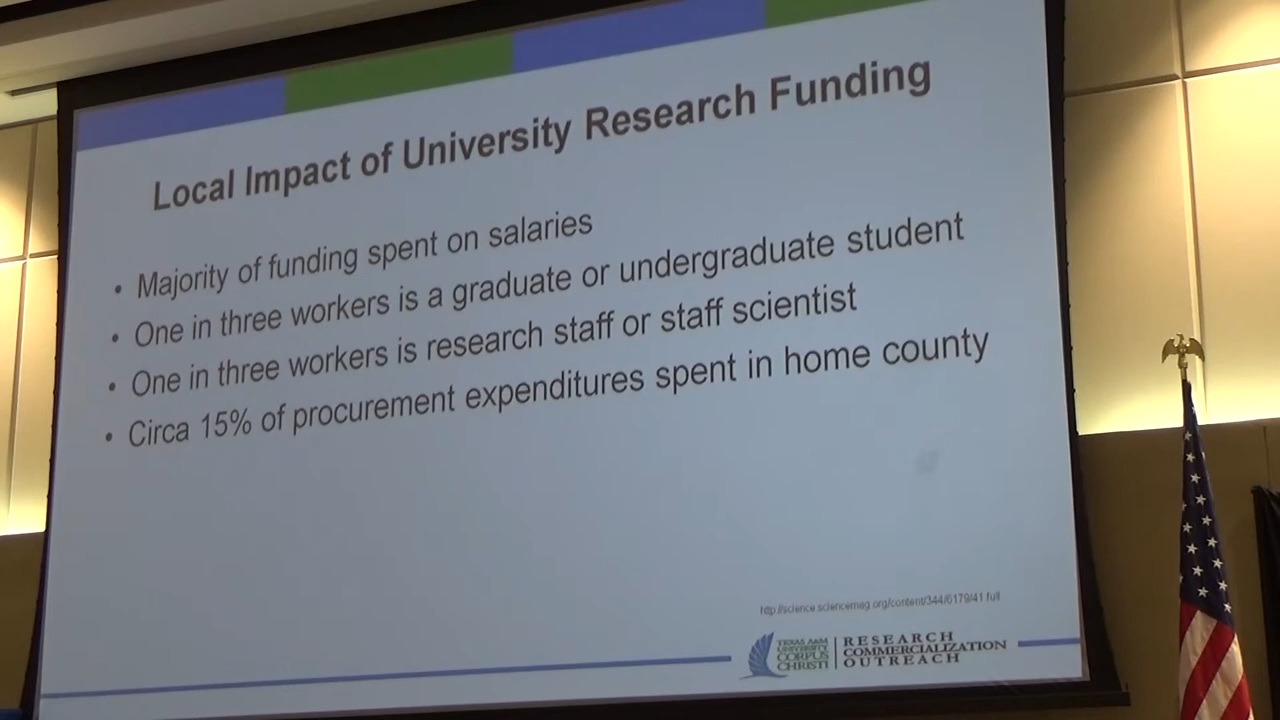 Local Impact of University Research Funding
• Majority of funding spent on salaries
• One in three workers is a graduate or undergraduate student
• One in three workers is research staff or staff scientist
• Circa 15% of procurement expenditures spent in home county
http://science.sciencemag.org/content/344/6179/41.full
TEXAS A&M
UNIVERSITY
CORPUS
CHRISTI
RESEARCH
COMMERCIALIZATION
OUTREACH